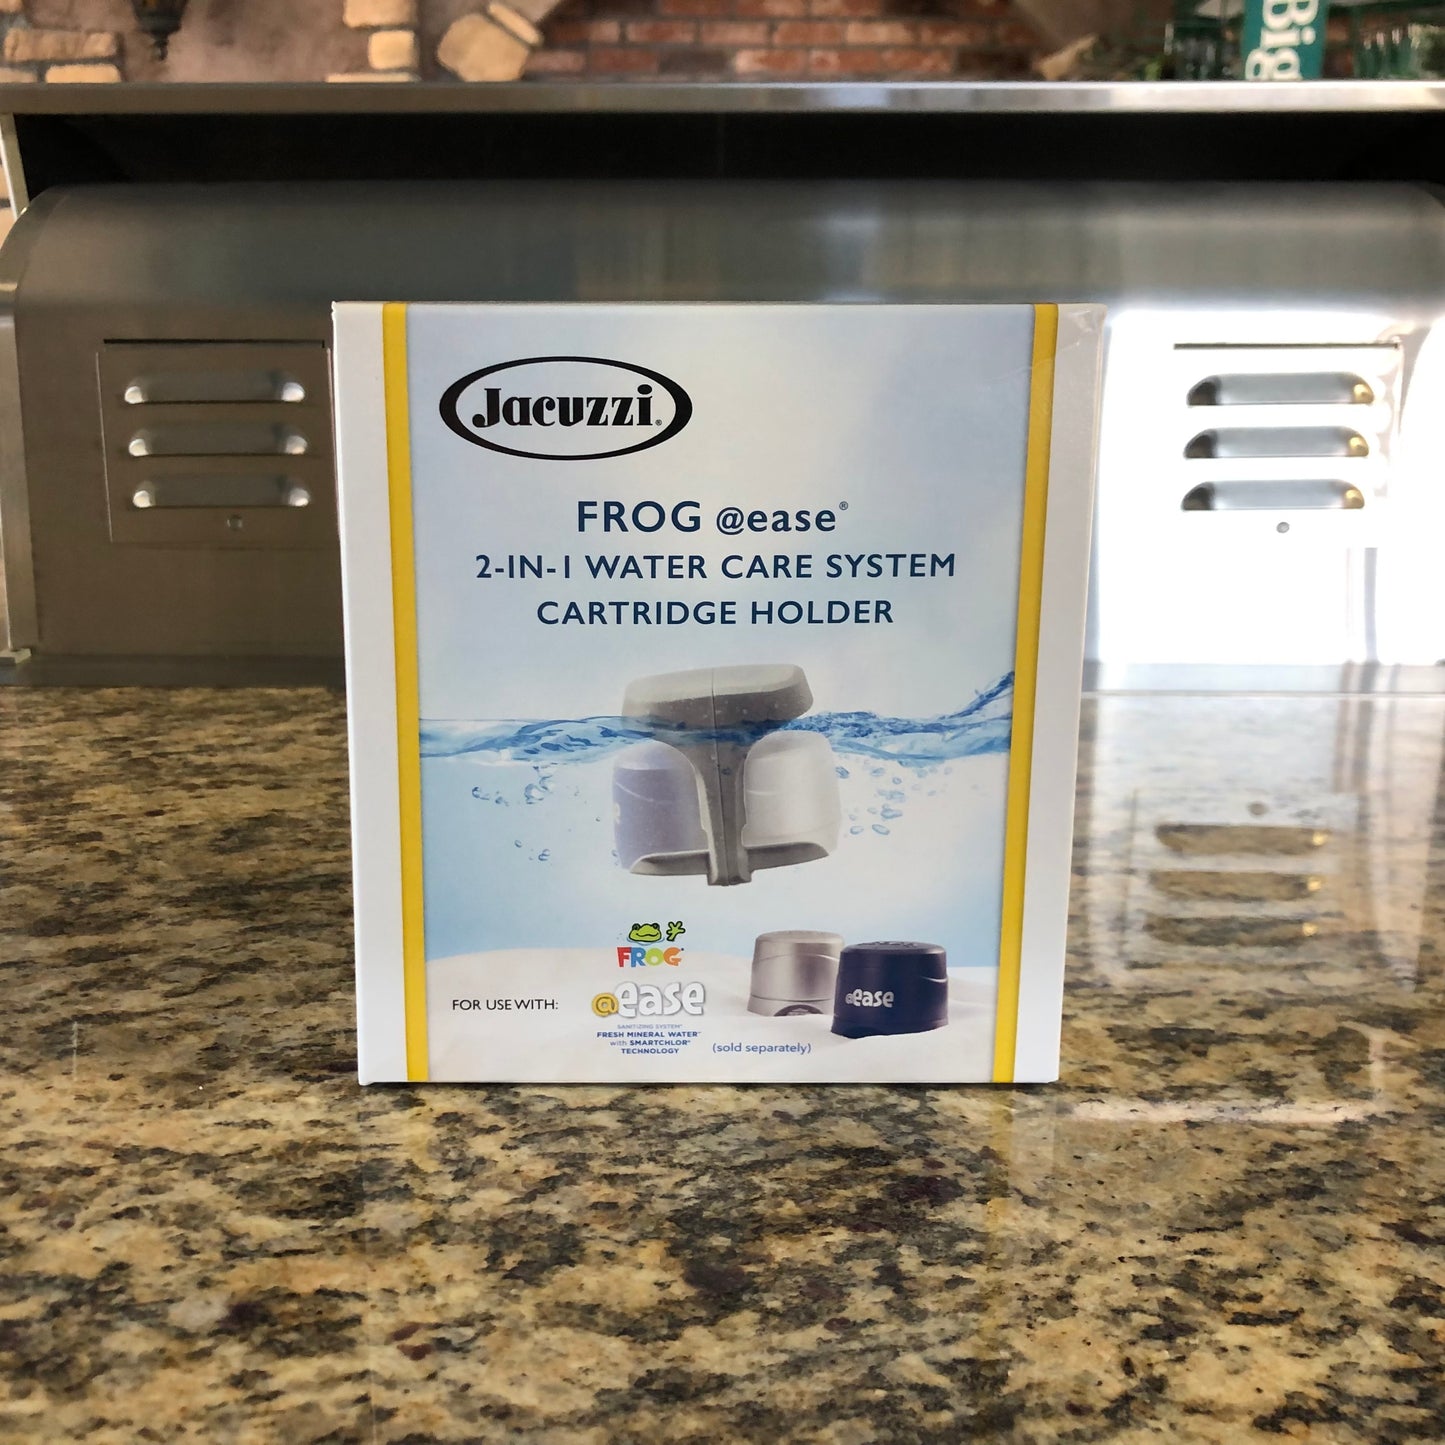 Big
Jacuzzi®
FROG @ease®
2-IN-1 WATER CARE SYSTEM
CARTRIDGE HOLDER
FROG
FOR USE WITH:
@ease
SANITIZING SYSTEM
FRESH MINERAL WATER
with SMARTCHLOR®
TECHNOLOGY
(sold separately)
@ease